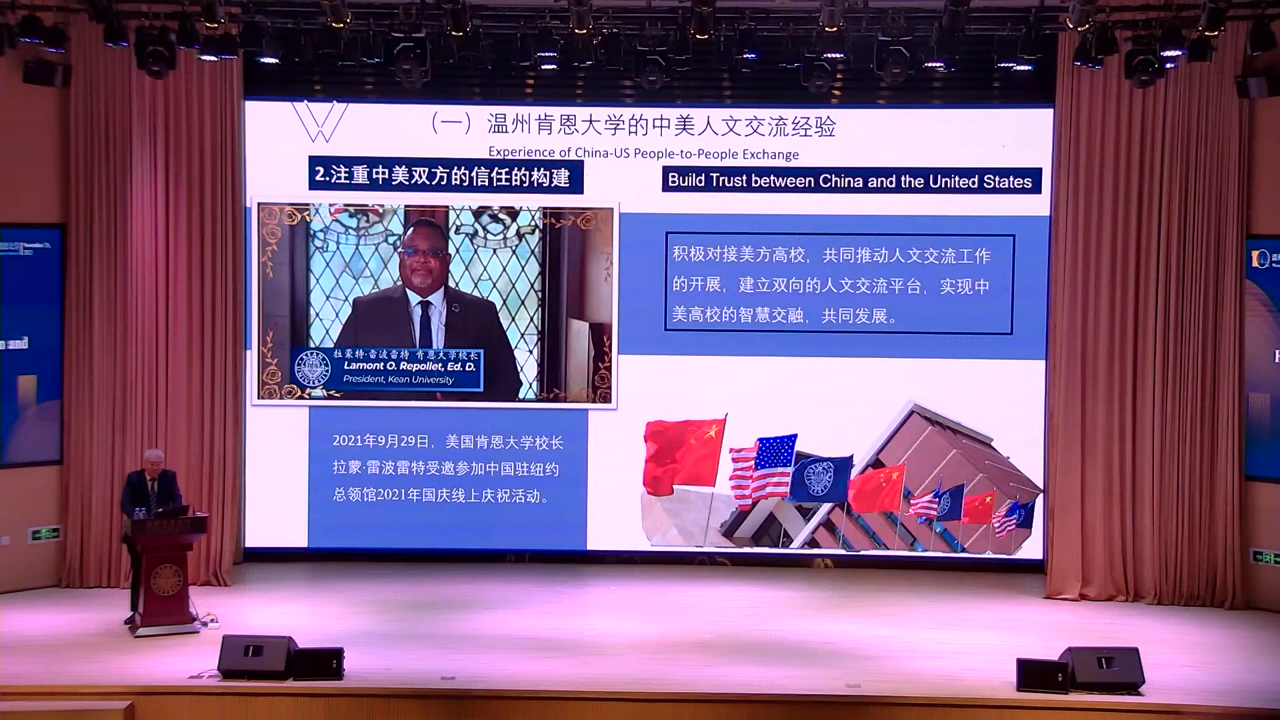 （一）温州肯恩大学的中美人文交流经验
Experience of China-US People-to-People Exchange
2.注重中美双方的信任的构建
Build Trust between China and the United States
拉蒙特·雷波雷特 肯恩大学校长
Lamont O. Repollet, Ed. D.
President, Kean University
积极对接美方高校，共同推动人文交流工作
的开展，建立双向的人文交流平台，实现中
美高校的智慧交融，共同发展。
2021年9月29日，美国肯恩大学校长
拉蒙·雷波雷特受邀参加中国驻纽约
总领馆2021年国庆线上庆祝活动。
and